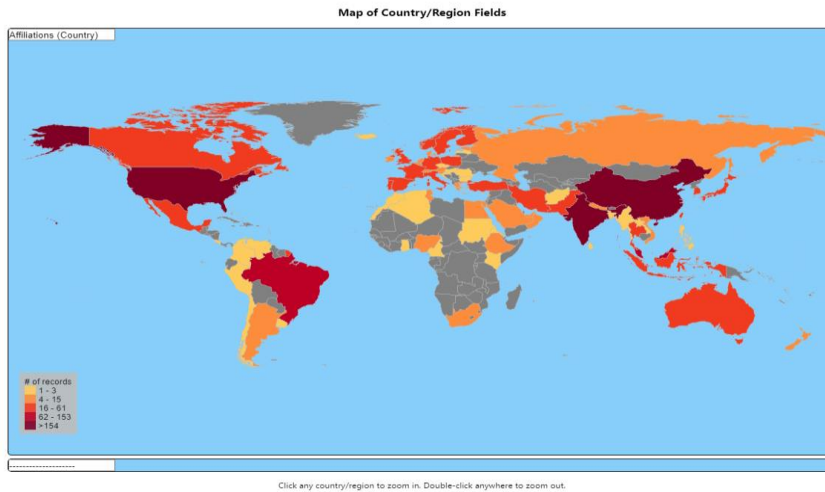 Map of Country/Region Fields
Affiliations (Country)
# of records
1 - 3
4 - 15
16 - 61
62 - 153
>154
-------------------
Click any country/region to zoom in. Double-click anywhere to zoom out.